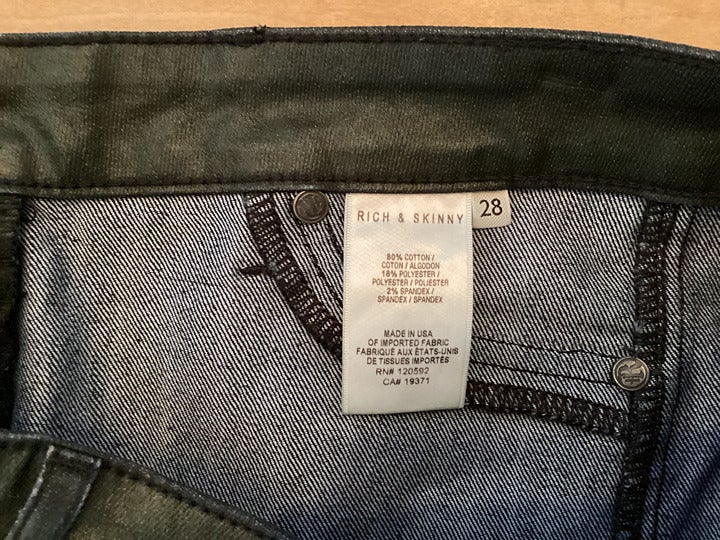 RICH & SKINNY
28
80% COTTON /
COTTON / ALGODON
18% POLYESTER /
POLYESTER / POLIESTER
2% SPANDEX /
SPANDEX / SPANDEX
MADE IN USA
OF IMPORTED FABRIC
FABRIQUE AUX ÉTATS-UNIS
DE TISSUES IMPORTÉS
RN# 120592
CA# 19371